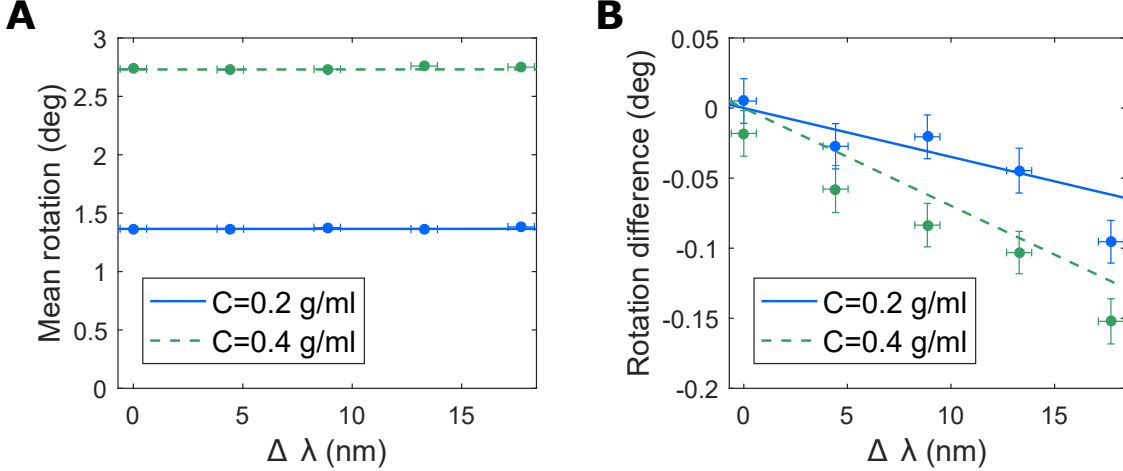 A
Mean rotation (deg)
3
2.5
2
1.5
1
0.5
0
C=0.2 g/ml
C=0.4 g/ml
0
5
10
15
Δ λ (nm)
B
Rotation difference (deg)
0.05
0
-0.05
-0.1
-0.15
-0.2
C=0.2 g/ml
C=0.4 g/ml
0
5
10
15
Δ λ (nm)